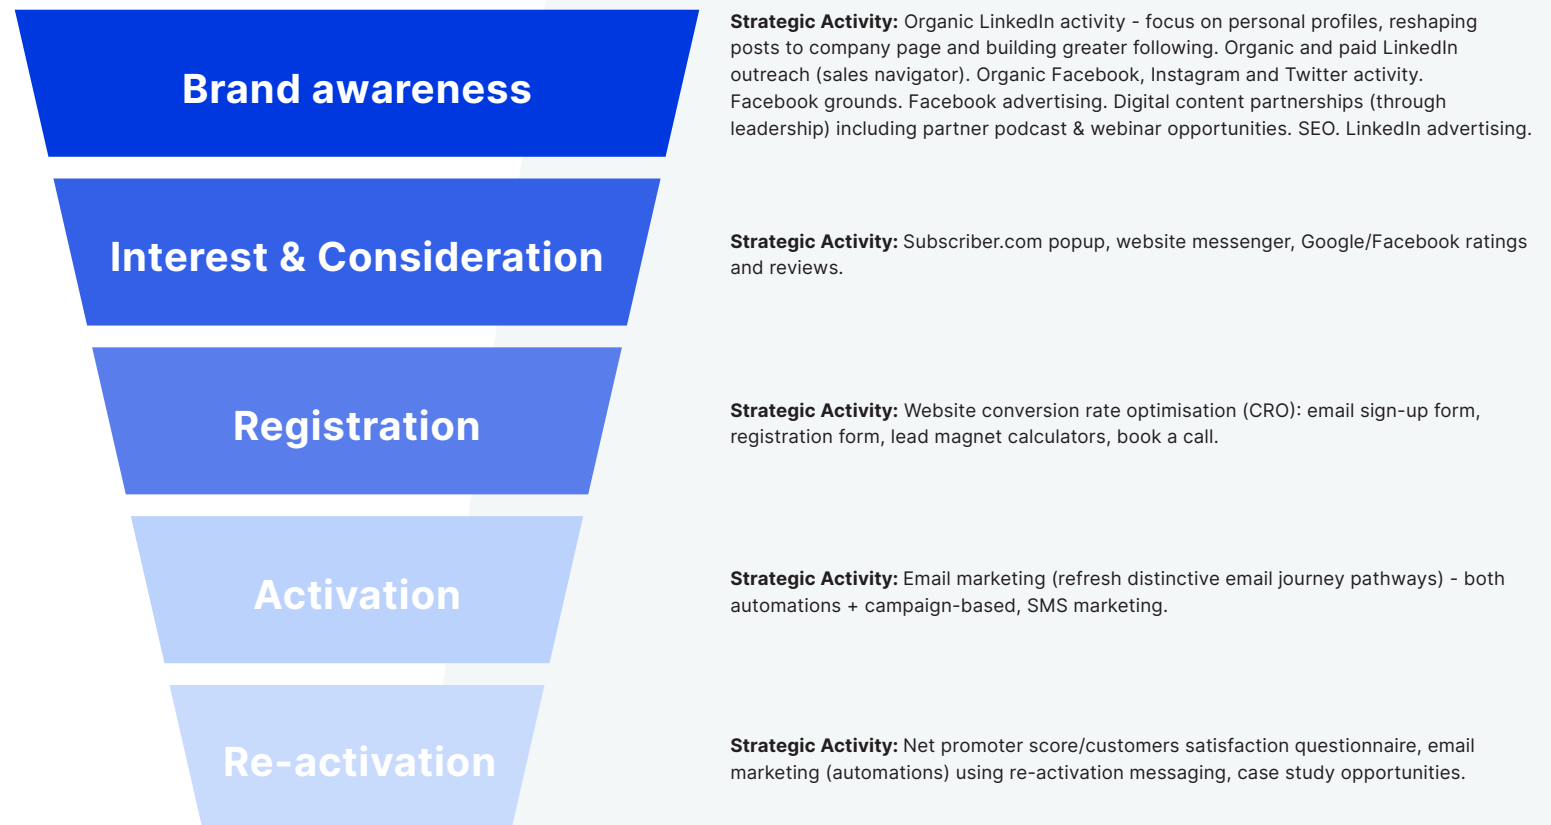 Brand awareness
Strategic Activity: Organic LinkedIn activity - focus on personal profiles, reshaping
posts to company page and building greater following. Organic and paid LinkedIn
outreach (sales navigator). Organic Facebook, Instagram and Twitter activity.
Facebook grounds. Facebook advertising. Digital content partnerships (through
leadership) including partner podcast & webinar opportunities. SEO. LinkedIn advertising.
Interest & Consideration
Strategic Activity: Subscriber.com popup, website messenger, Google/Facebook ratings
and reviews.
Registration
Strategic Activity: Website conversion rate optimisation (CRO): email sign-up form,
registration form, lead magnet calculators, book a call.
Activation
Strategic Activity: Email marketing (refresh distinctive email journey pathways) - both
automations + campaign-based, SMS marketing.
Re-activation
Strategic Activity: Net promoter score/customers satisfaction questionnaire, email
marketing (automations) using re-activation messaging, case study opportunities.